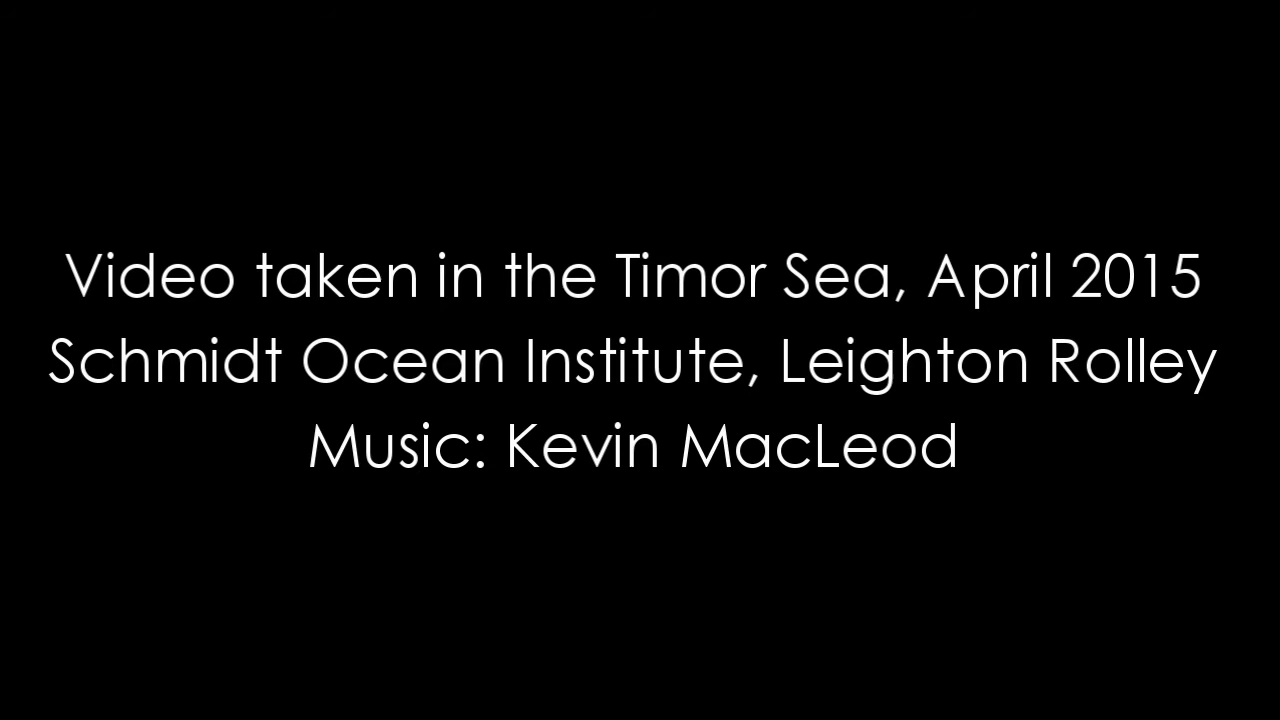 Video taken in the Timor Sea, April 2015
Schmidt Ocean Institute, Leighton Rolley
Music: Kevin MacLeod